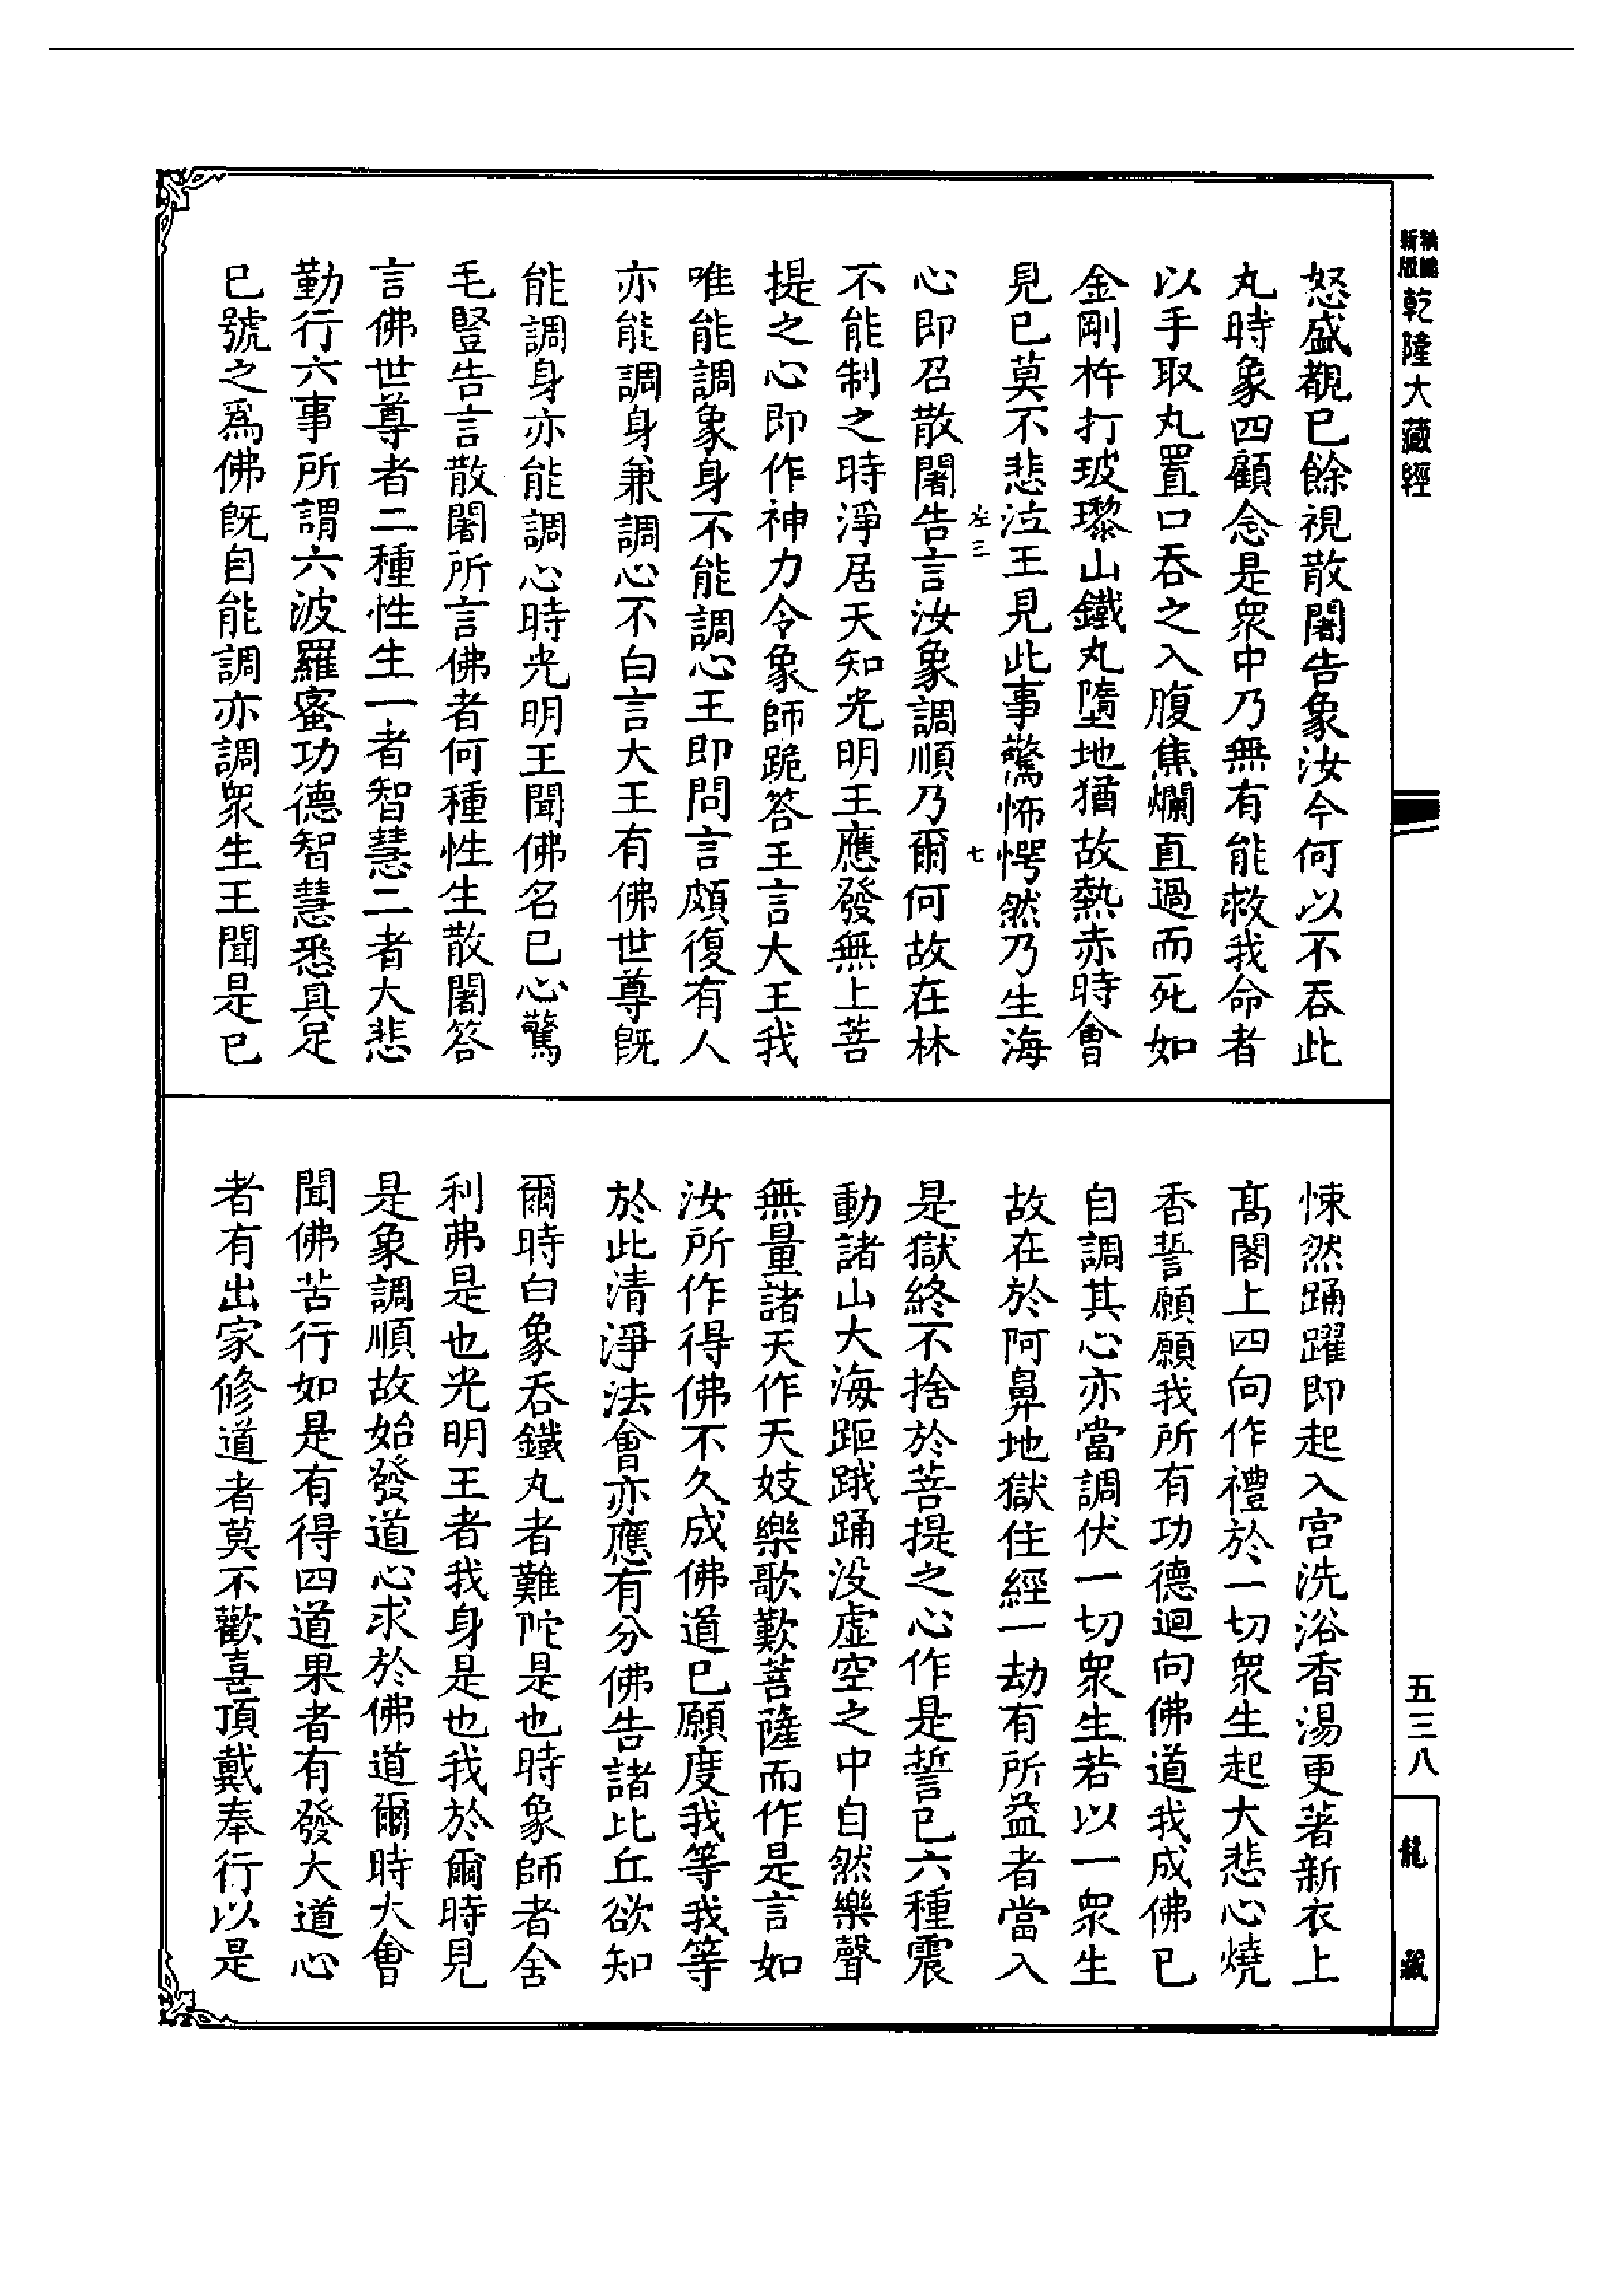 新編縮版乾隆大藏經
五三八
龍藏
怒盛覩已餘視散闍告象汝今何以不吞此
丸時象四顧念是衆中乃無有能救我命者
以手取丸置口吞之入腹焦爛直過而死如
金剛杵打玻瓈山鐵丸墮地猶故熱赤時會
見已莫不悲泣王見此事驚怖愕然乃生海
左三
七
心即召散闍告言汝象調順乃爾何故在林
不能制之時淨居天知光明王應發無上菩
提之心即作神力令象師跪答王言大王我
唯能調象身不能調心王即問言頗復有人
亦能調身兼調心不白言大王有佛世尊旣
能調身亦能調心時光明王聞佛名已心驚
毛豎告言散闍所言佛者何種性生散闍答
言佛世尊者二種性生一者智慧二者大悲
勤行六事所謂六波羅蜜功德智慧悉具足
已號之爲佛旣自能調亦調衆生王聞是已
悚然踊躍即起入宮洗浴香湯更著新衣上
髙閣上四向作禮於一切衆生起大悲心燒
香誓願願我所有功德迴向佛道我成佛已
自調其心亦當調伏一切衆生若以一衆生
故在於阿鼻地獄住經一劫有所益者當入
是獄終不捨於菩提之心作是誓已六種震
動諸山大海距跳踊没虛空之中自然樂聲
無量諸天作天妓樂歌歎菩薩而作是言如
汝所作得佛不久成佛道已願度我等我等
於此清淨法會亦應有分佛告諸比丘欲知
爾時白象吞鐵丸者難陀是也時象師者舍
利弗是也光明王者我身是也我於爾時見
是象調順故始發道心求於佛道爾時大會
聞佛苦行如是有得四道果者有發大道心
者有出家修道者莫不歡喜頂戴奉行以是